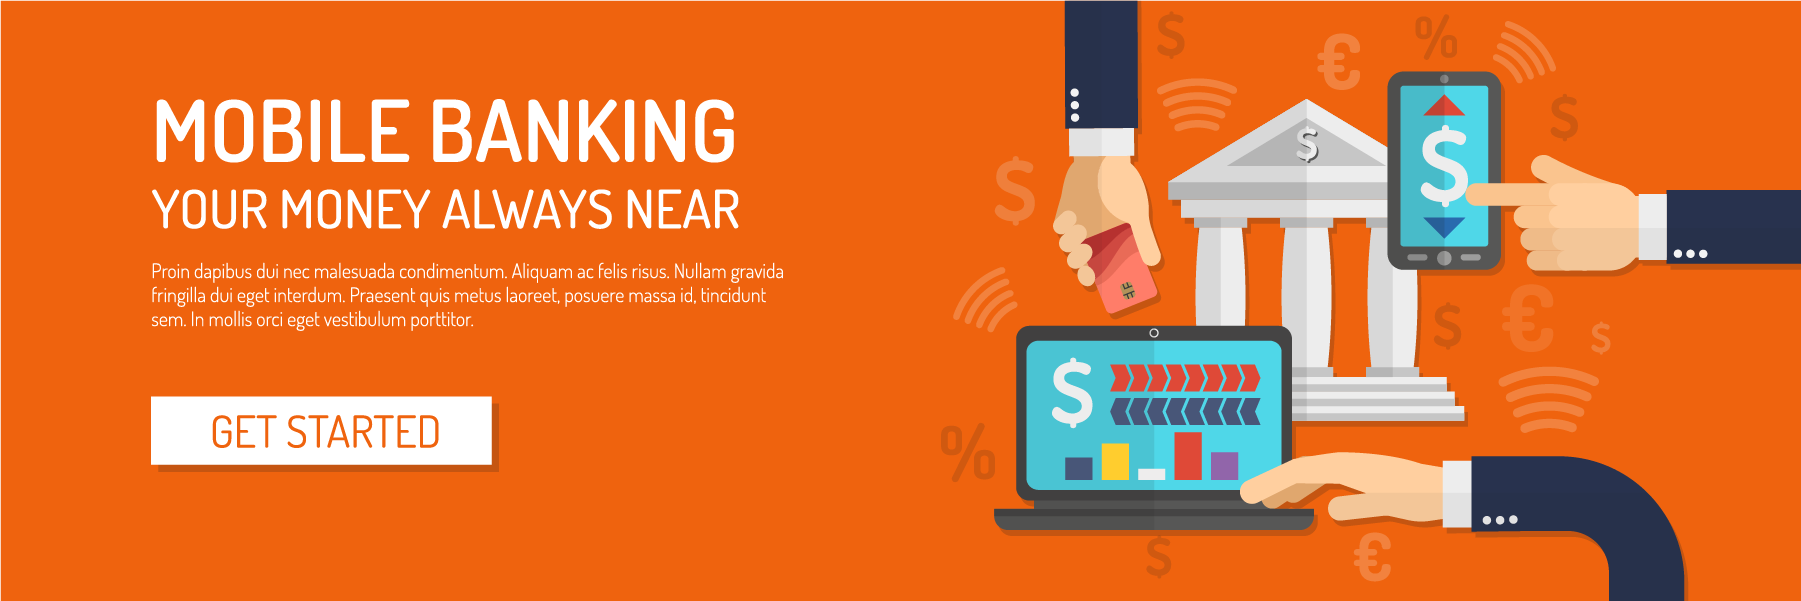 MOBILE BANKING
YOUR MONEY ALWAYS NEAR
Proin dapibus dui nec malesuada condimentum. Aliquam ac felis risus. Nullam gravida
fringilla dui eget interdum. Praesent quis metus laoreet, posuere massa id, tincidunt
sem. In mollis orci eget vestibulum porttitor.
GET STARTED